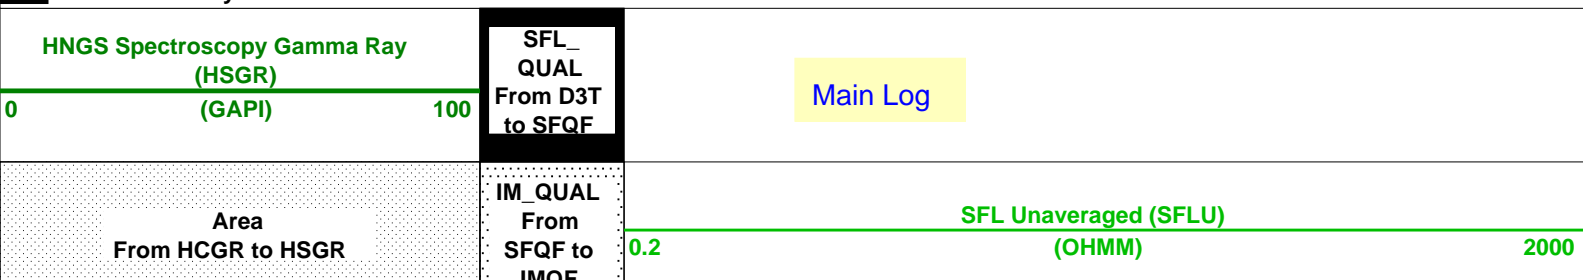 HNGS Spectroscopy Gamma Ray
(HSGR)
0 (GAPI) 100
SFL_
QUAL
From D3T
to SFQF
Main Log
Area
From HCGR to HSGR
IM_QUAL
From
SFQF to
SFL Unaveraged (SFLU)
0.2 (OHMM) 2000